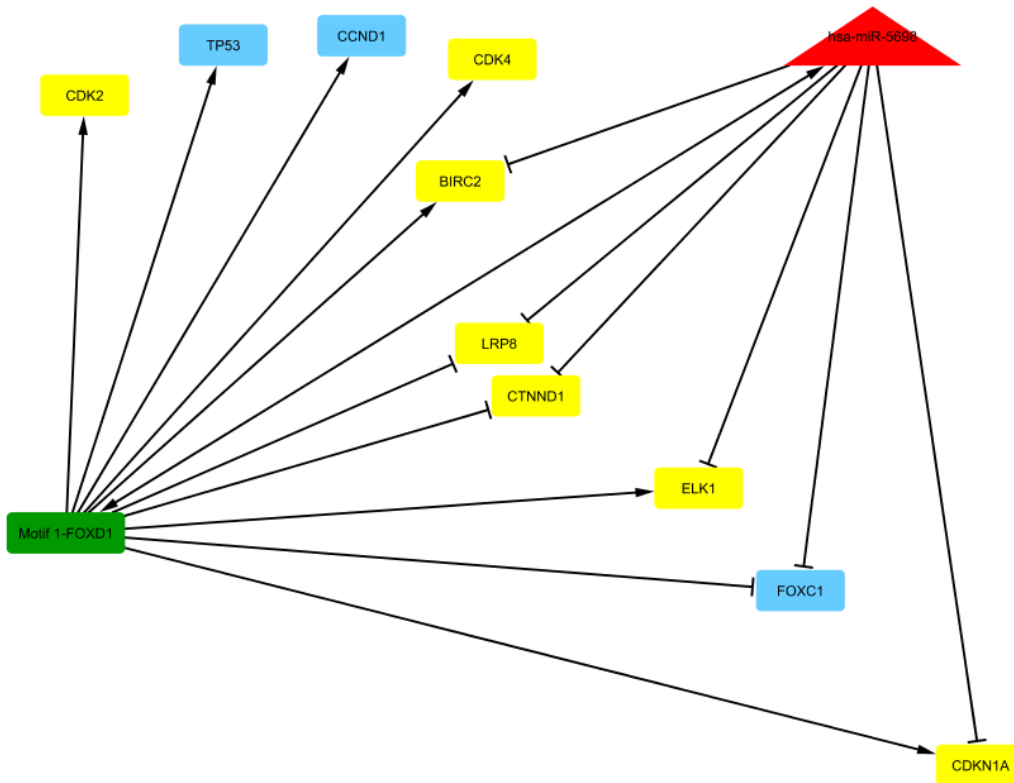 hsa-miR-5698
CCND1
TP53
CDK4
CDK2
BIRC2
LRP8
CTNND1
ELK1
Motif 1-FOXD1
FOXC1
CDKN1A